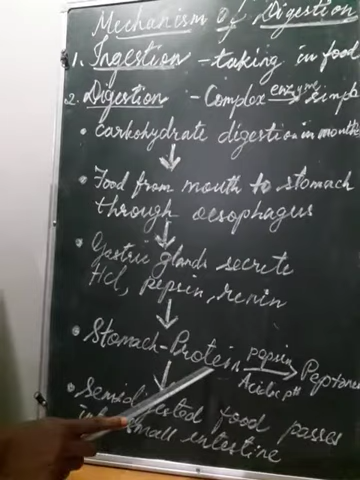 Mechanism of Digestion
1. Ingestion - taking in food
2. Digestion - Complex enzyme simple
• Carbohydrate digestion in mouth
• Food from mouth to stomach
through oesophagus
• Gastric glands secrete
Hcl, pepsin, renin
• Stomach - Protein pepsin Peptones
Acidic pH
• Semidigested food passes
into small intestine